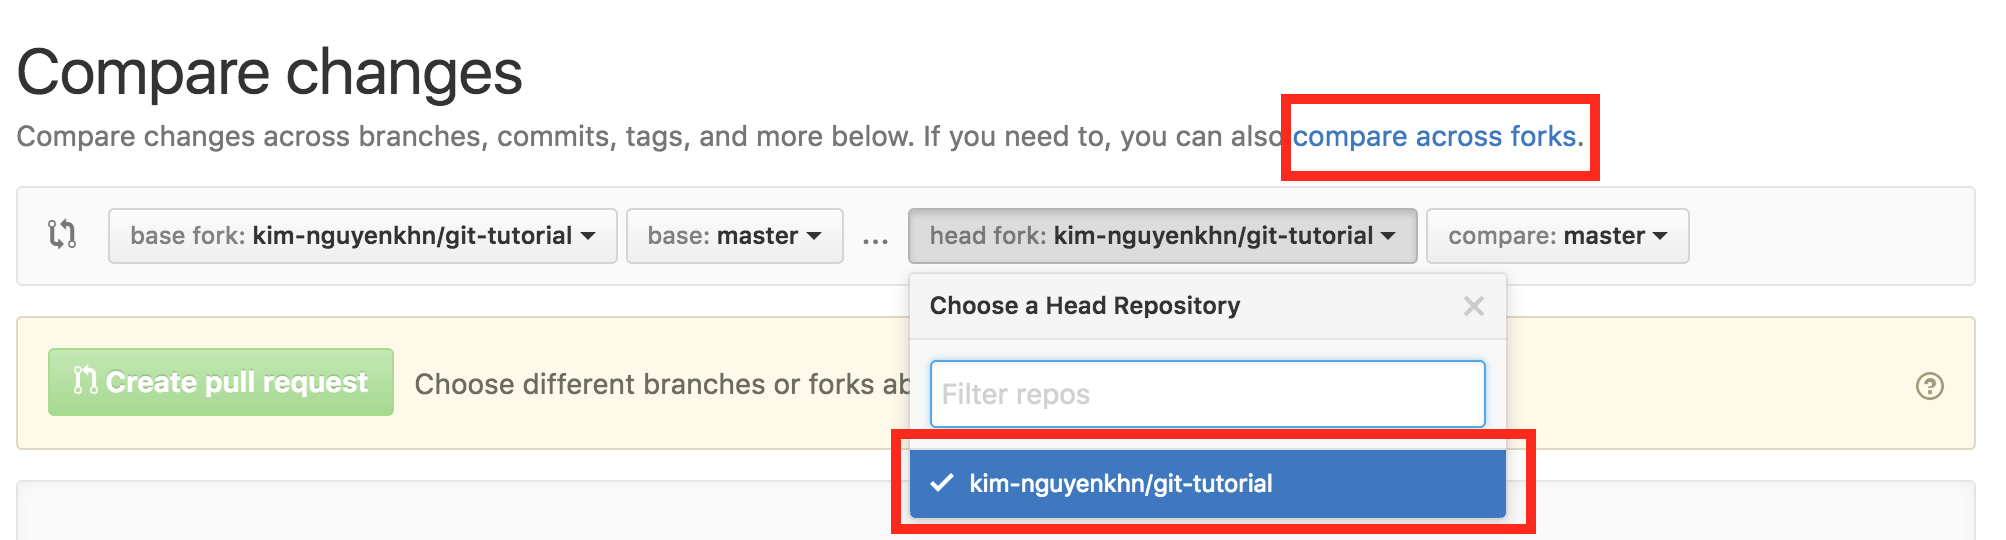 Compare changes
Compare changes across branches, commits, tags, and more below. If you need to, you can also compare across forks.
base fork: kim-nguyenkhn/git-tutorial base: master ... head fork: kim-nguyenkhn/git-tutorial compare: master
Choose a Head Repository
Create pull request Choose different branches or forks ab
Filter repos
kim-nguyenkhn/git-tutorial